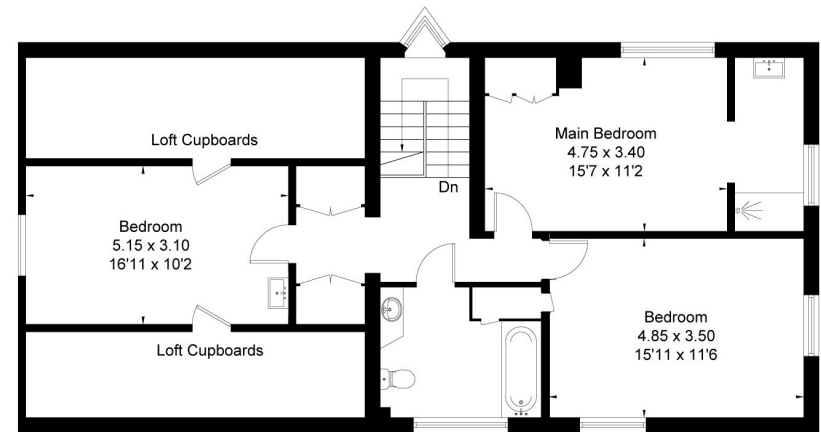 Loft Cupboards
Main Bedroom
4.75 x 3.40
15'7 x 11'2
Dn
Bedroom
5.15 x 3.10
16'11 x 10'2
Bedroom
4.85 x 3.50
15'11 x 11'6
Loft Cupboards